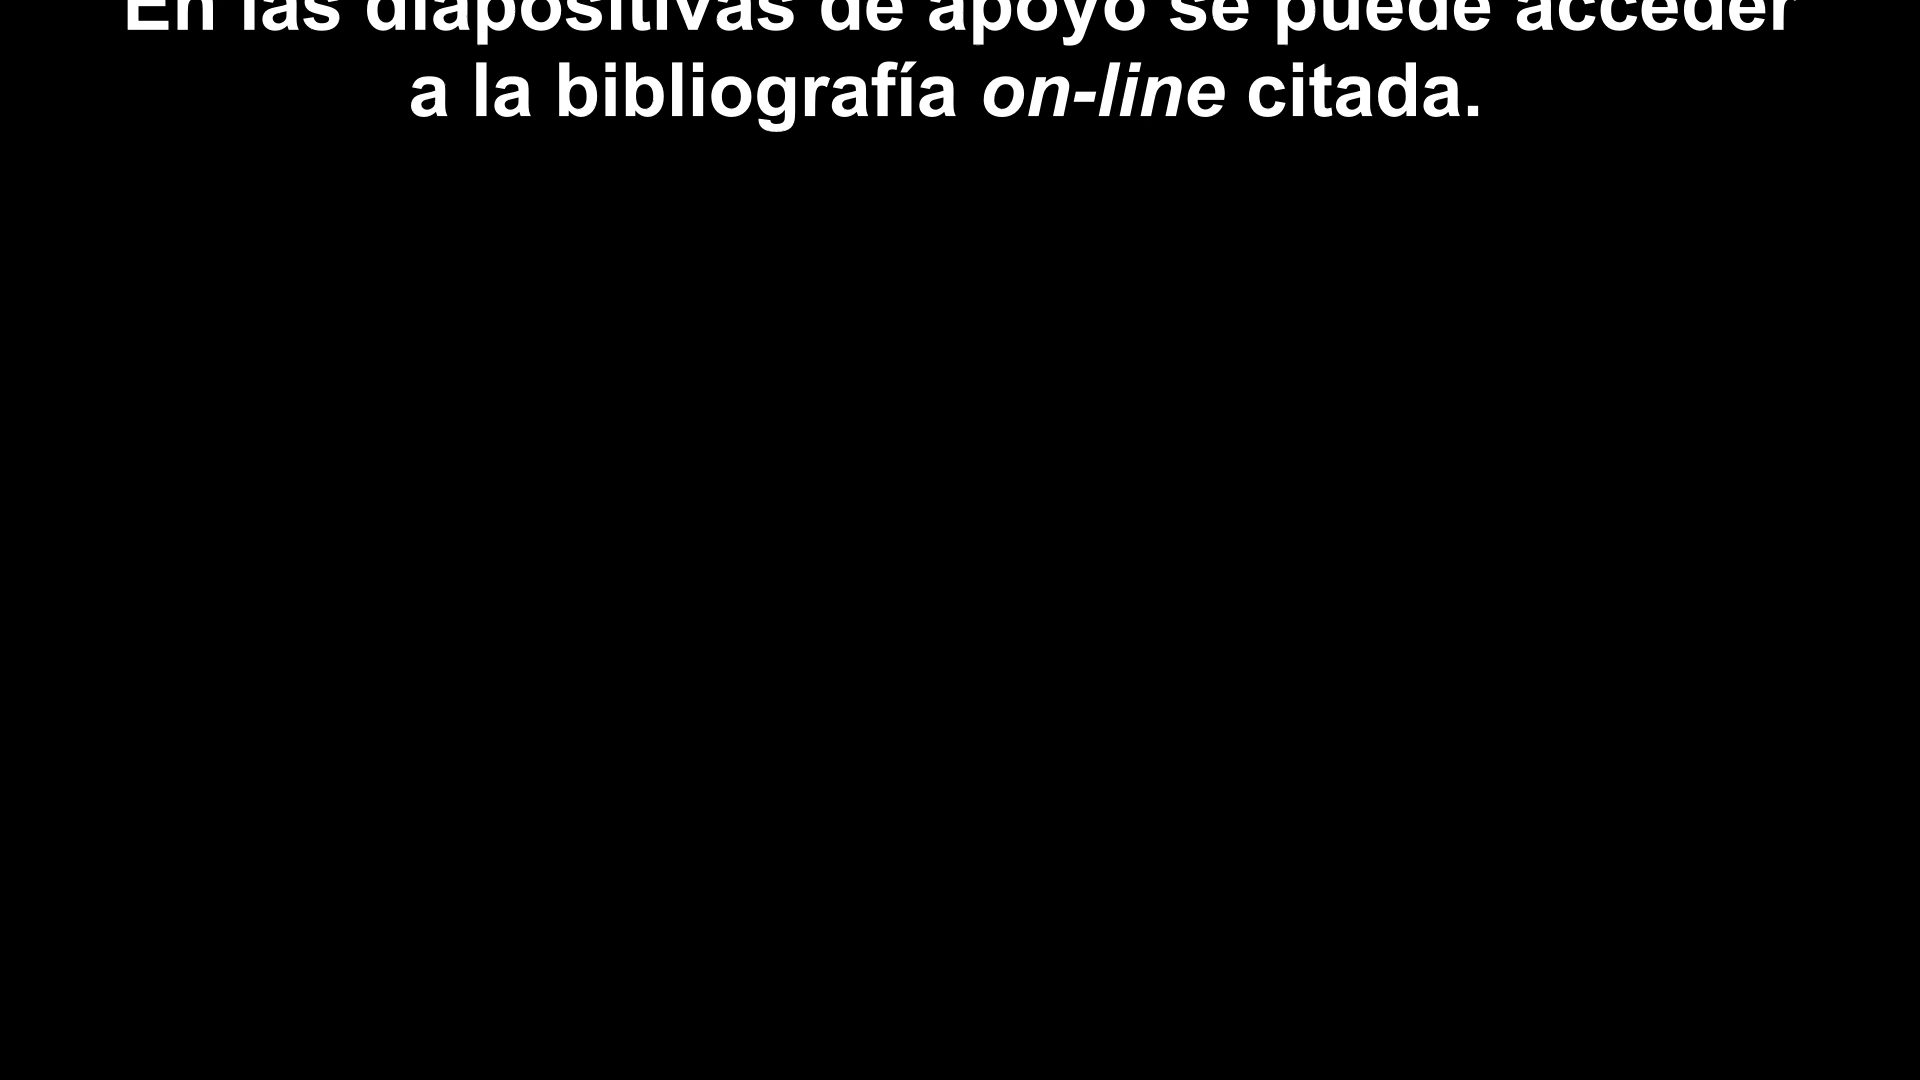 En las diapositivas de apoyo se puede acceder
a la bibliografía on-line citada.